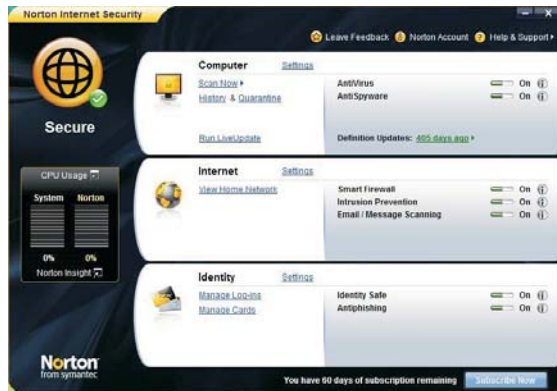 Norton Internet Security
Leave Feedback Norton Account Help & Support
Secure
CPU Usage
System Norton
0% 0%
Norton Insight
Computer Settings
Scan Now
History & Quarantine
Run LiveUpdate
AntiVirus On
AntiSpyware On
Definition Updates: 405 days ago
Internet Settings
View Home Network
Smart Firewall On
Intrusion Prevention On
Email / Message Scanning On
Identity Settings
Manage Log-ins
Manage Cards
Identity Safe On
Antiphishing On
Norton
from symantec
You have 60 days of subscription remaining Subscribe Now